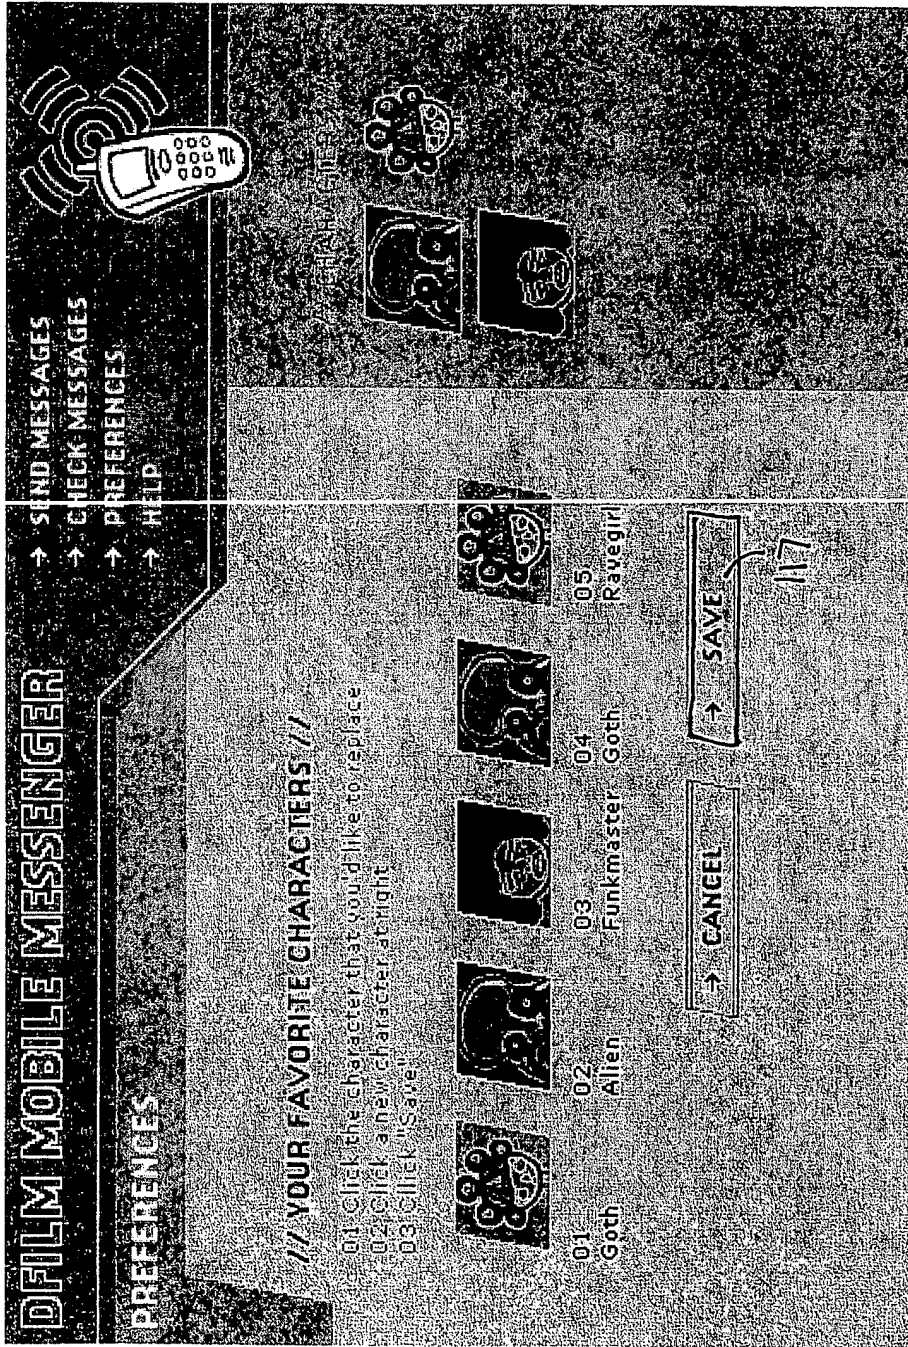 DFILM MOBILE MESSENGER
→ SEND MESSAGES
→ CHECK MESSAGES
→ PREFERENCES
→ HELP
PREFERENCES
// YOUR FAVORITE CHARACTERS //
01 Click the character that you'd like to replace
02 Click a new character at right
03 Click "Save"
01
Goth
02
Alien
03
Funkmaster
04
Goth
05
Ravegirl
→ CANCEL
→ SAVE
117